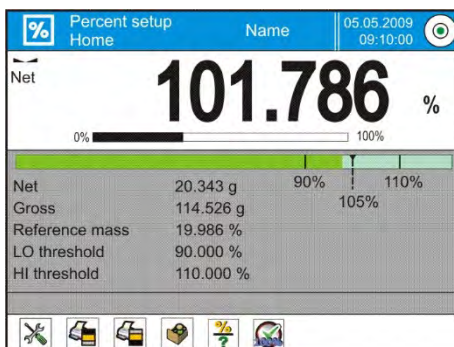 % Percent setup Name 05.05.2009
Home 09:10:00
Net
101.786 %
0% 100%
90% 105% 110%
Net 20.343 g
Gross 114.526 g
Reference mass 19.986 %
LO threshold 90.000 %
HI threshold 110.000 %
%
?